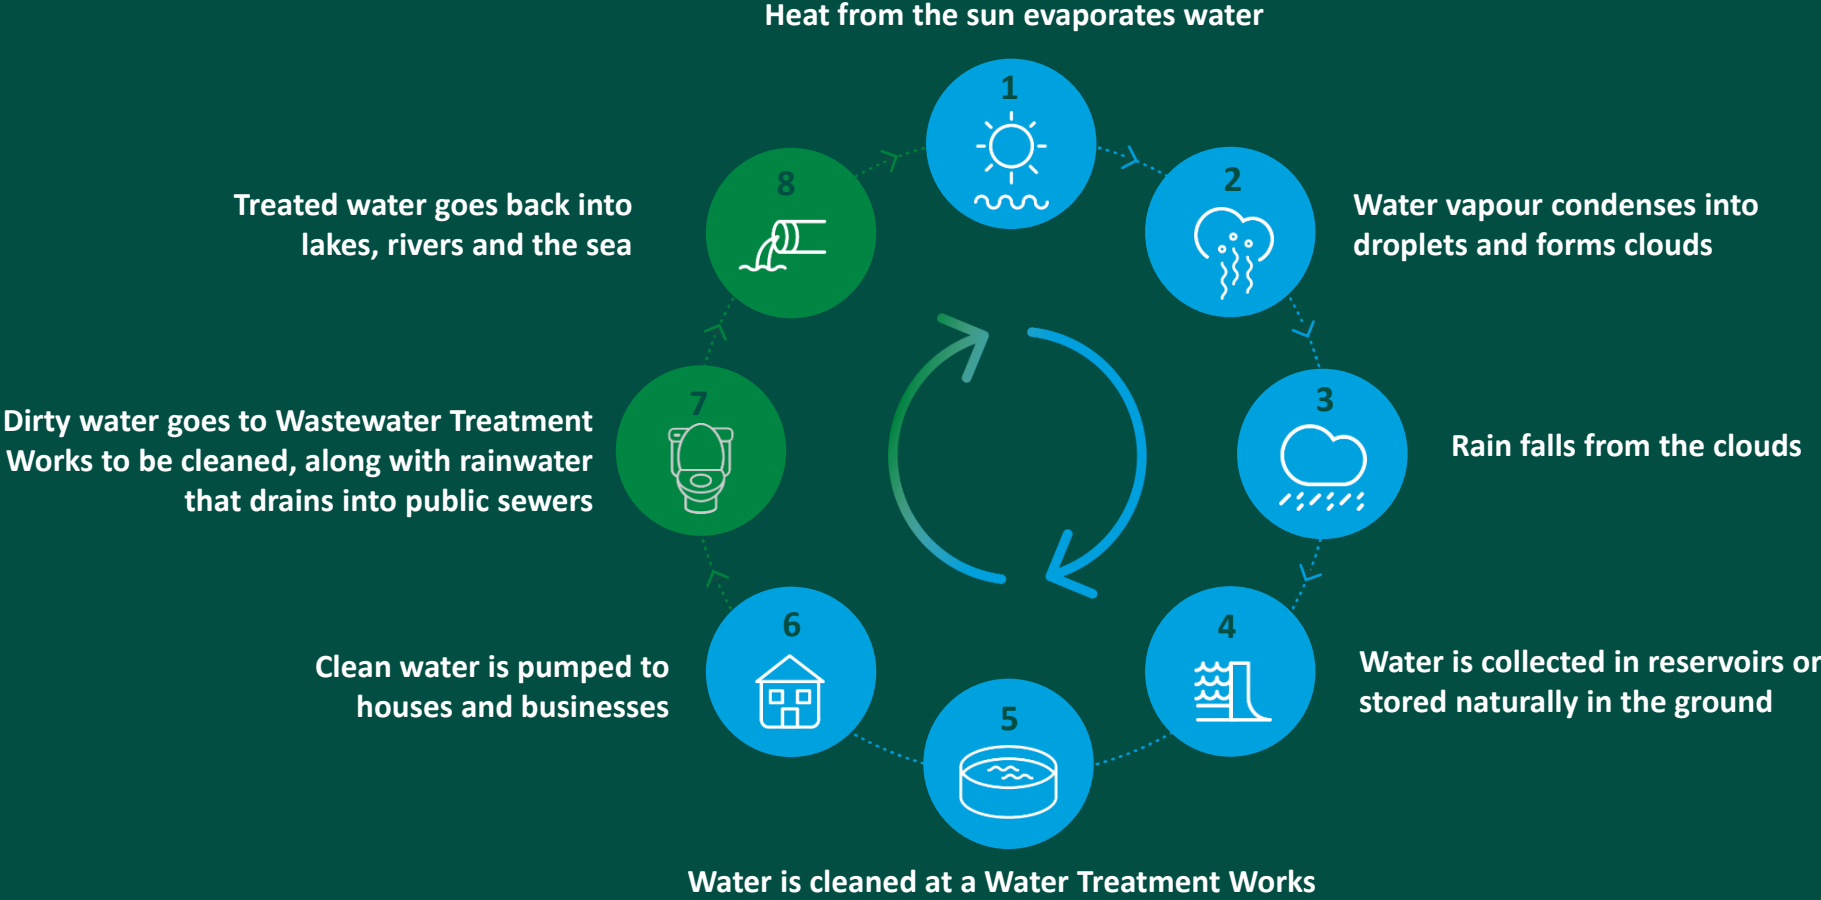 Heat from the sun evaporates water
1
2
Water vapour condenses into
droplets and forms clouds
3
Rain falls from the clouds
4
Water is collected in reservoirs or
stored naturally in the ground
5
Water is cleaned at a Water Treatment Works
6
Clean water is pumped to
houses and businesses
7
Dirty water goes to Wastewater Treatment
Works to be cleaned, along with rainwater
that drains into public sewers
8
Treated water goes back into
lakes, rivers and the sea